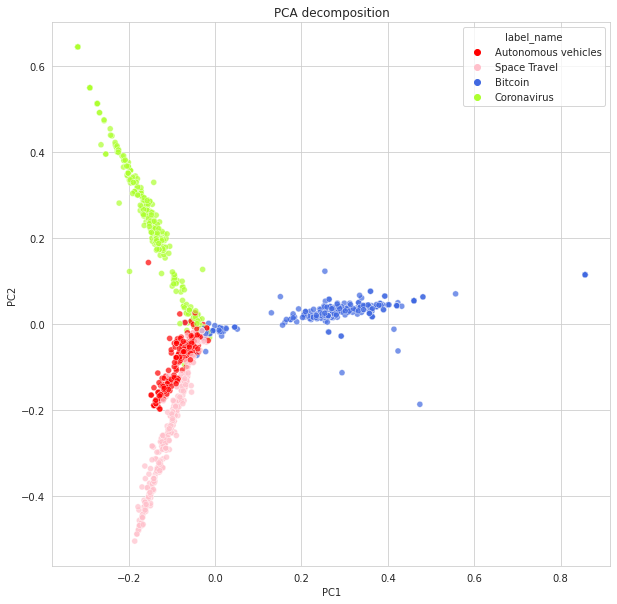 PCA decomposition
label_name
Autonomous vehicles
Space Travel
Bitcoin
Coronavirus
0.6
0.4
0.2
0.0
−0.2
−0.4
PC2
−0.2
0.0
0.2
0.4
0.6
0.8
PC1